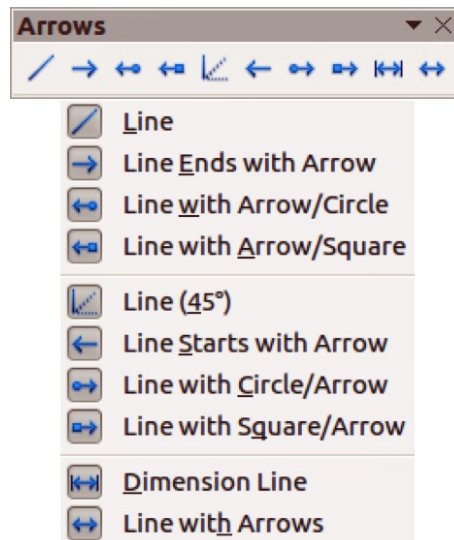 Arrows
Line
Line Ends with Arrow
Line with Arrow/Circle
Line with Arrow/Square
Line (45°)
Line Starts with Arrow
Line with Circle/Arrow
Line with Square/Arrow
Dimension Line
Line with Arrows